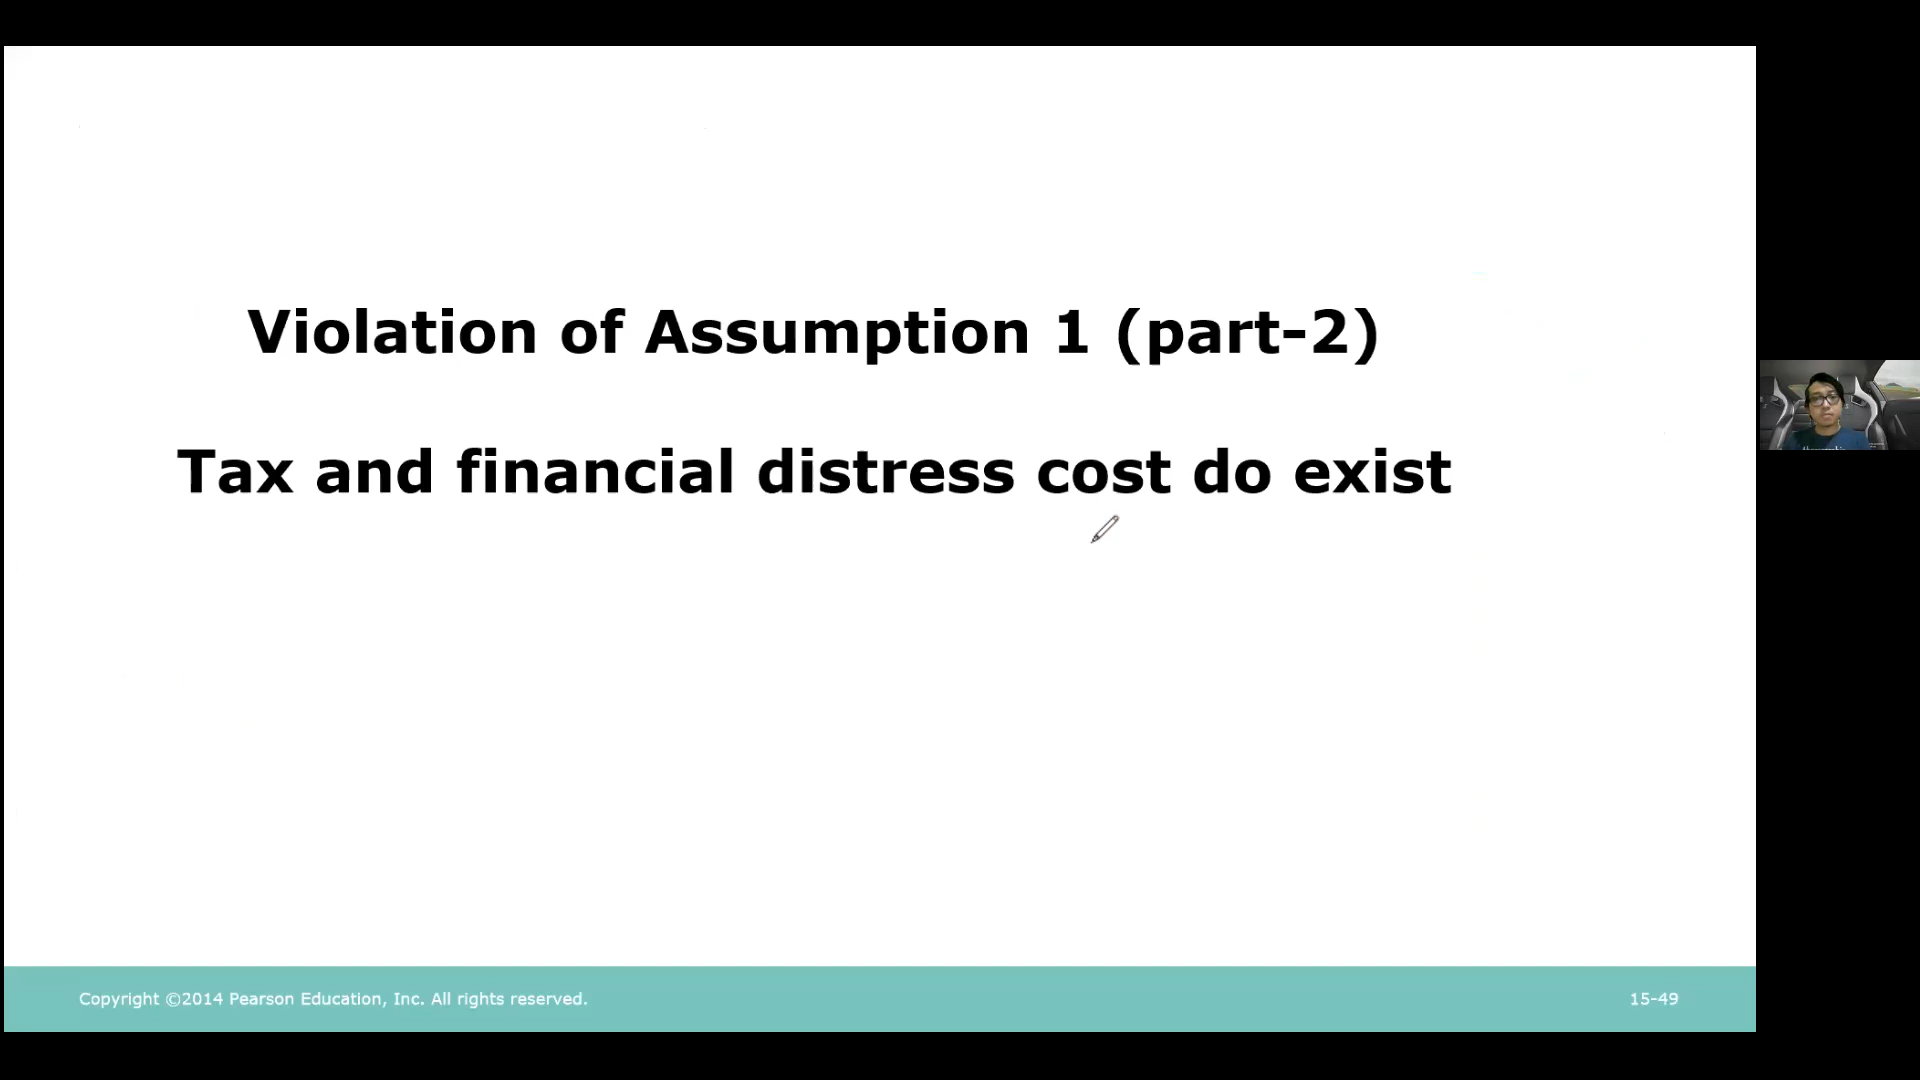 Violation of Assumption 1 (part-2)
Tax and financial distress cost do exist
Copyright ©2014 Pearson Education, Inc. All rights reserved.
15-49